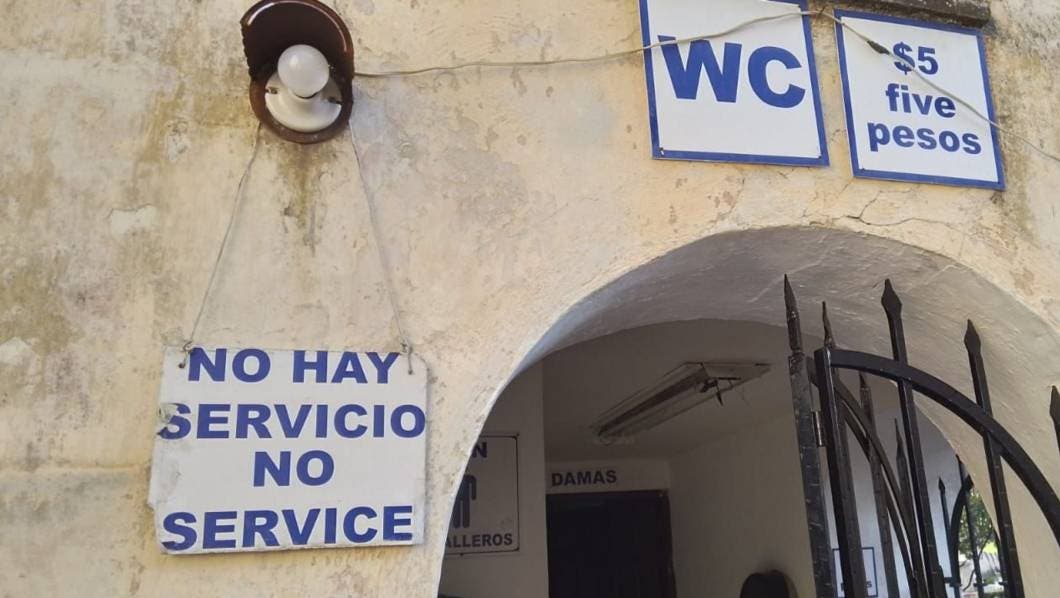 WC
$5
five
pesos
NO HAY
SERVICIO
NO
SERVICE
DAMAS